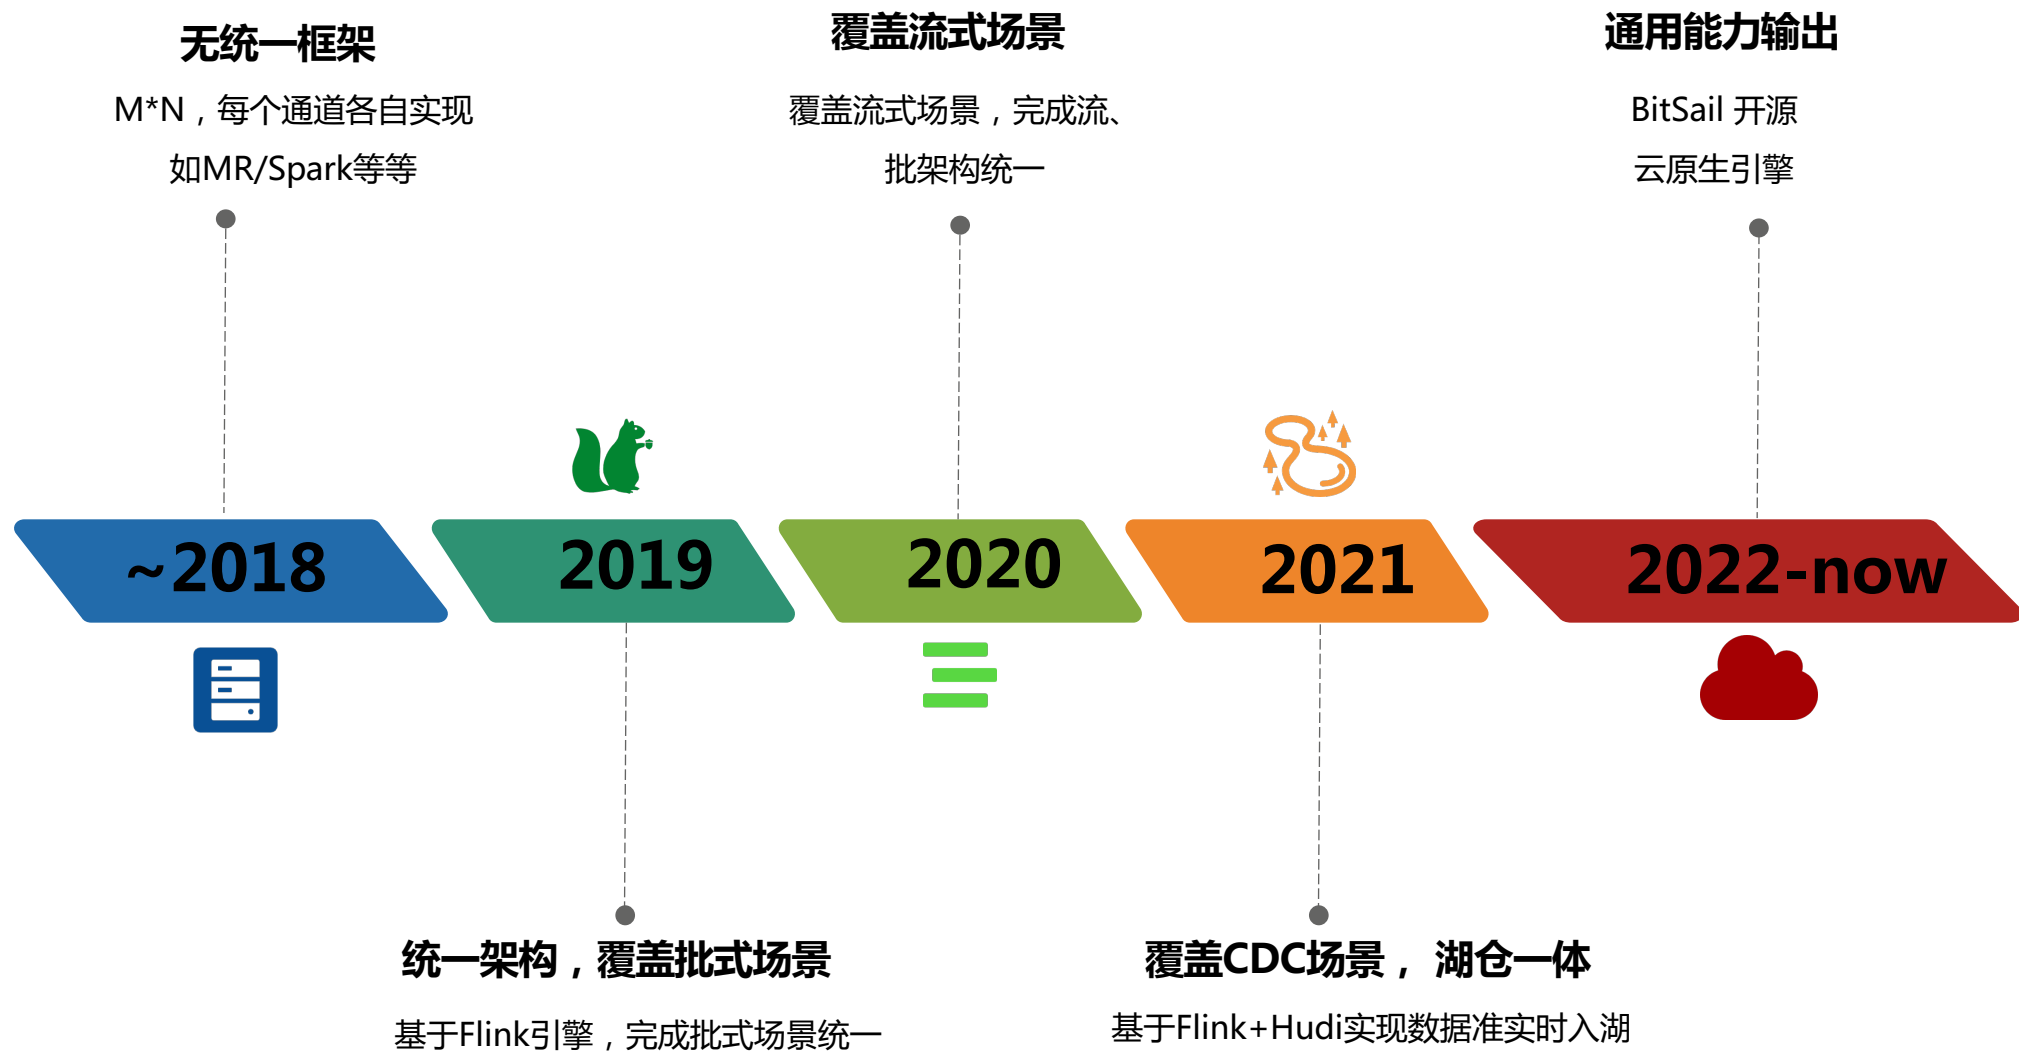 无统一框架
M*N，每个通道各自实现
如MR/Spark等等
覆盖流式场景
覆盖流式场景，完成流、
批架构统一
通用能力输出
BitSail 开源
云原生引擎
~2018
2019
2020
2021
2022-now
统一架构，覆盖批式场景
基于Flink引擎，完成批式场景统一
覆盖CDC场景， 湖仓一体
基于Flink+Hudi实现数据准实时入湖